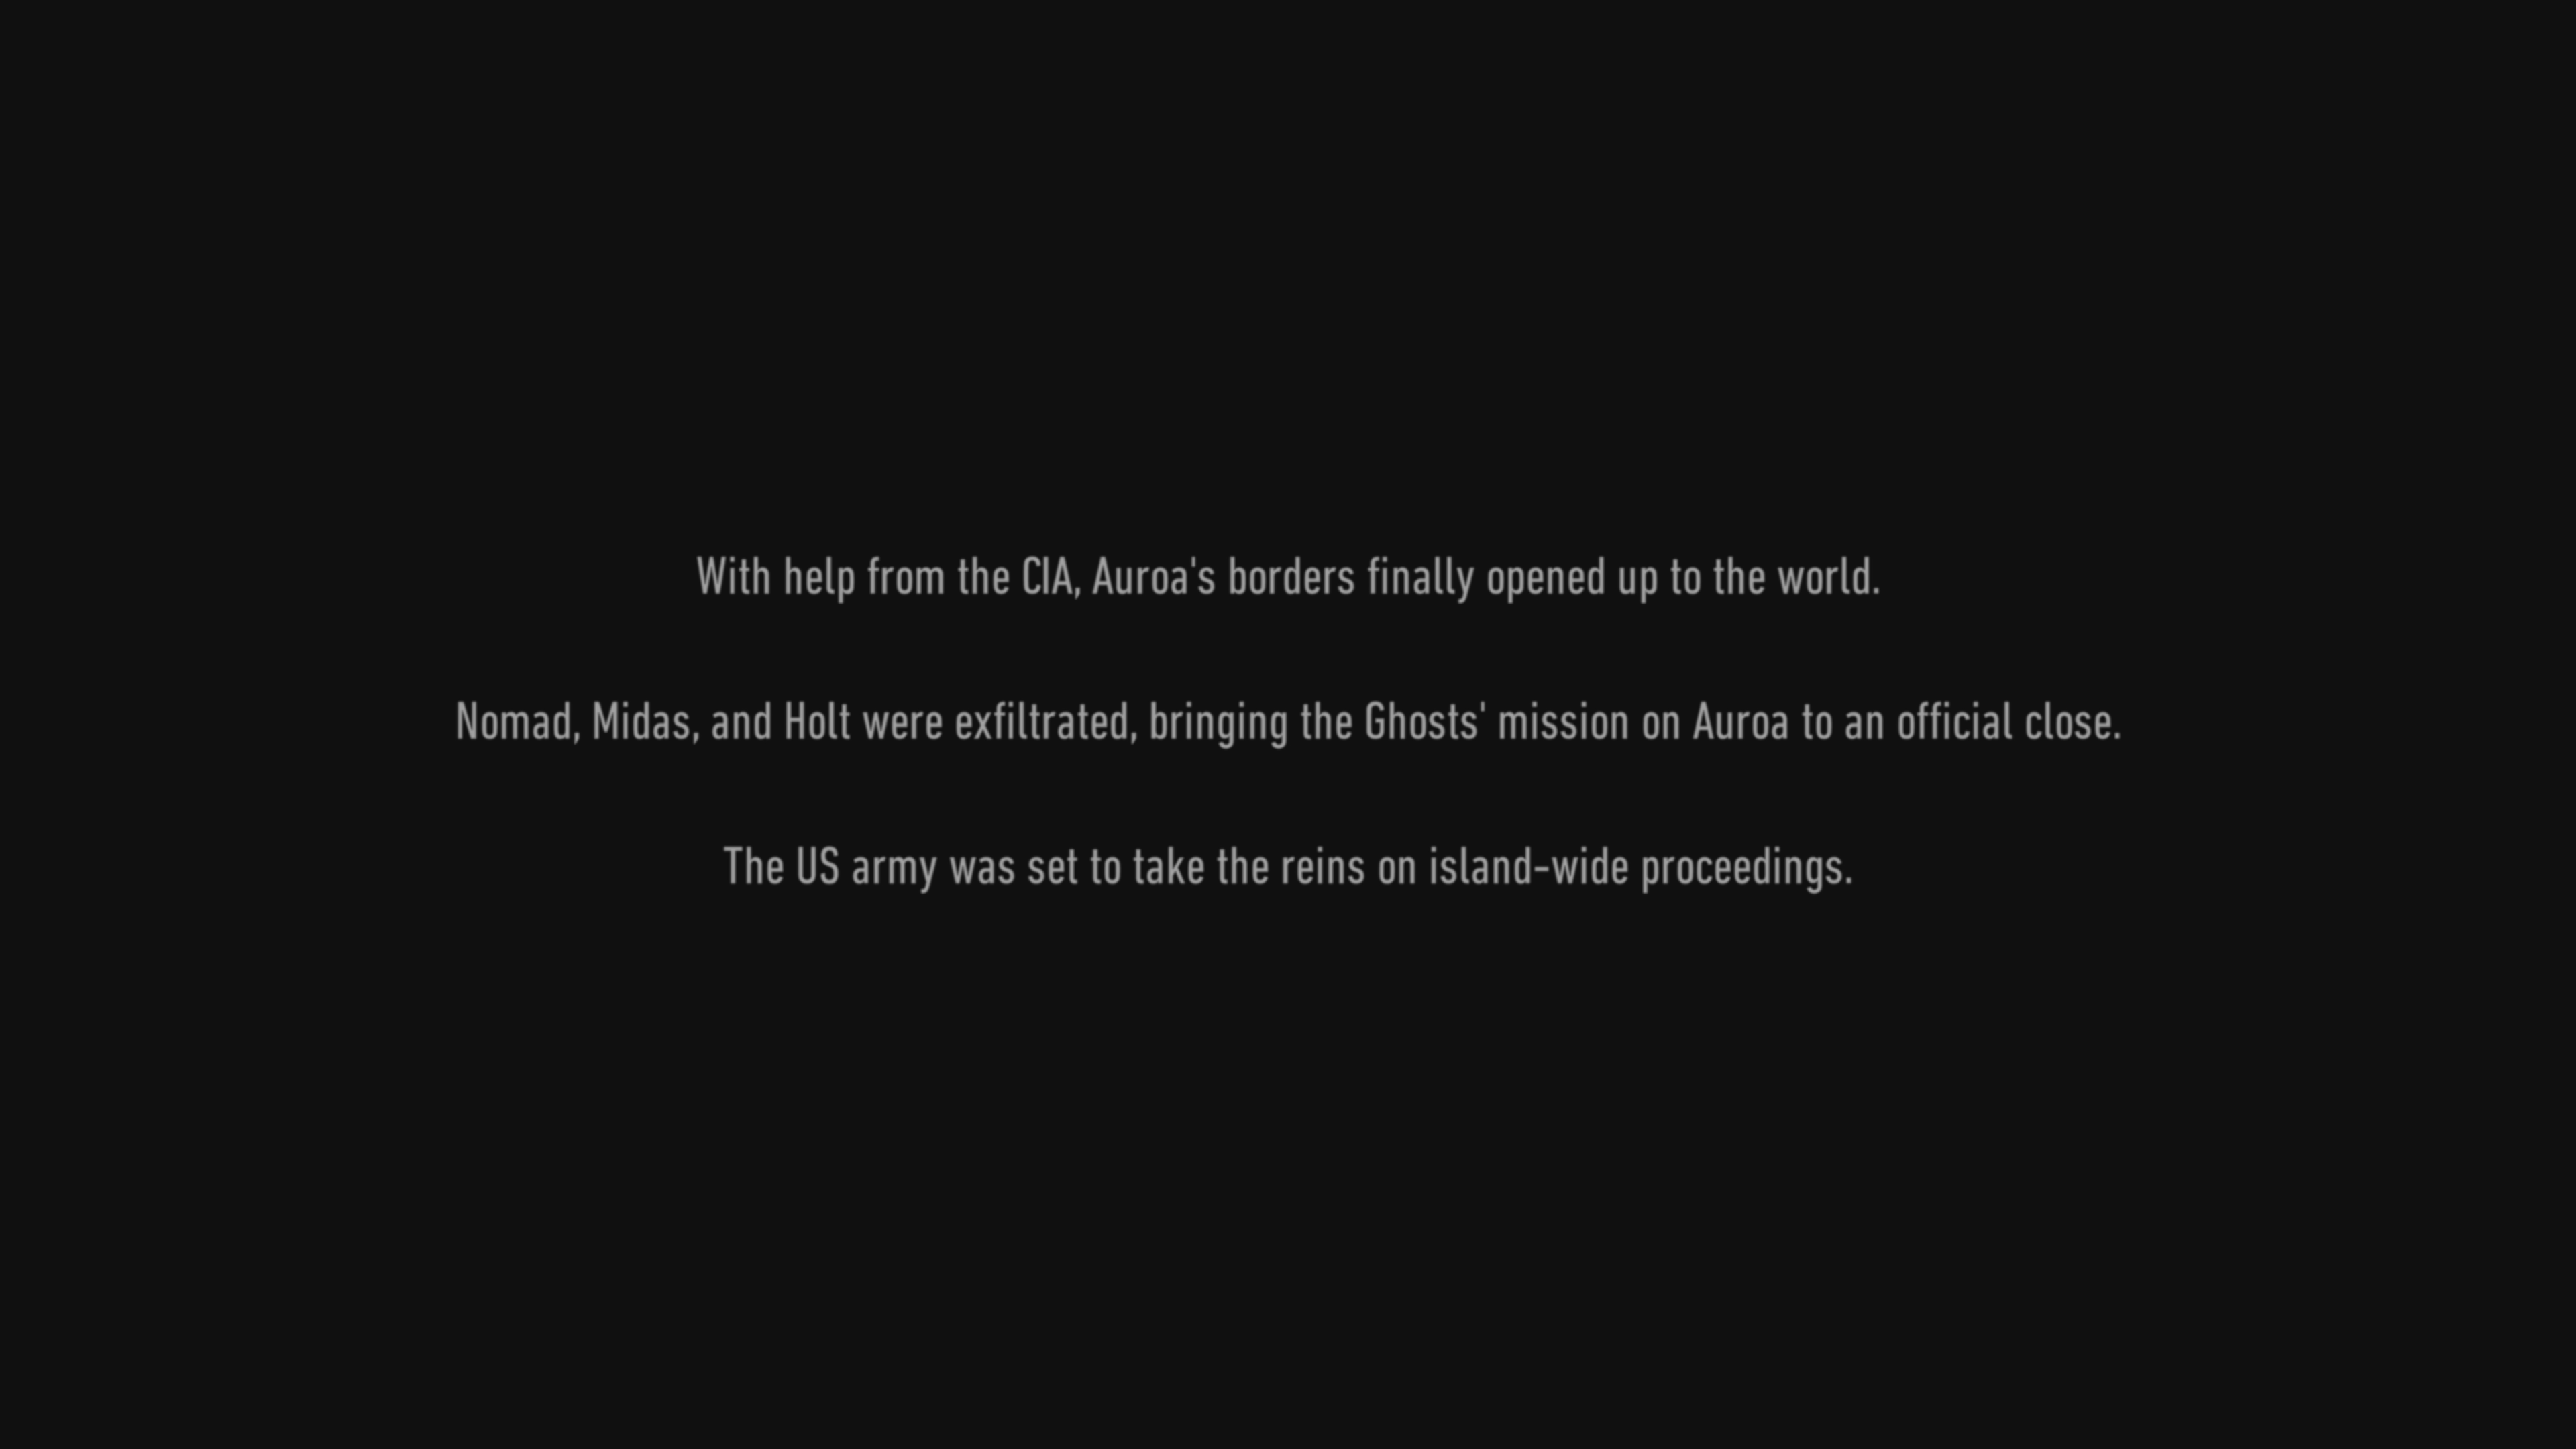 With help from the CIA, Auroa's borders finally opened up to the world.
Nomad, Midas, and Holt were exfiltrated, bringing the Ghosts' mission on Auroa to an official close.
The US army was set to take the reins on island-wide proceedings.